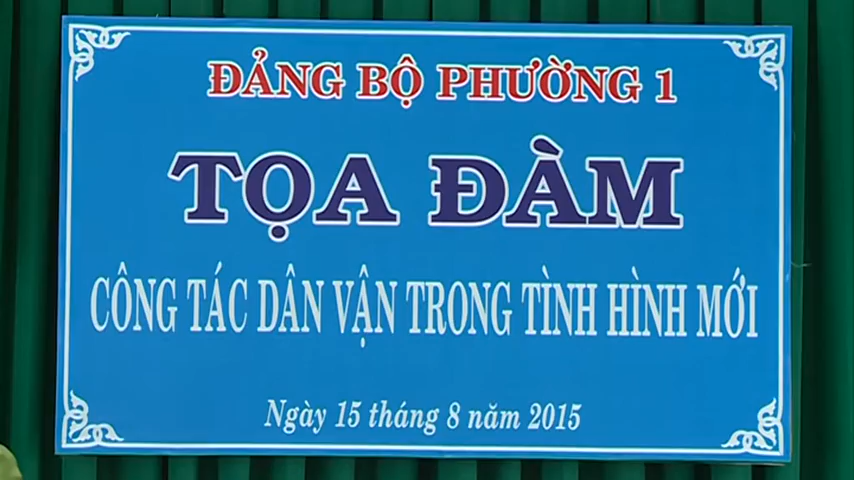 ĐẢNG BỘ PHƯỜNG 1
TỌA ĐÀM
CÔNG TÁC DÂN VẬN TRONG TÌNH HÌNH MỚI
Ngày 15 tháng 8 năm 2015